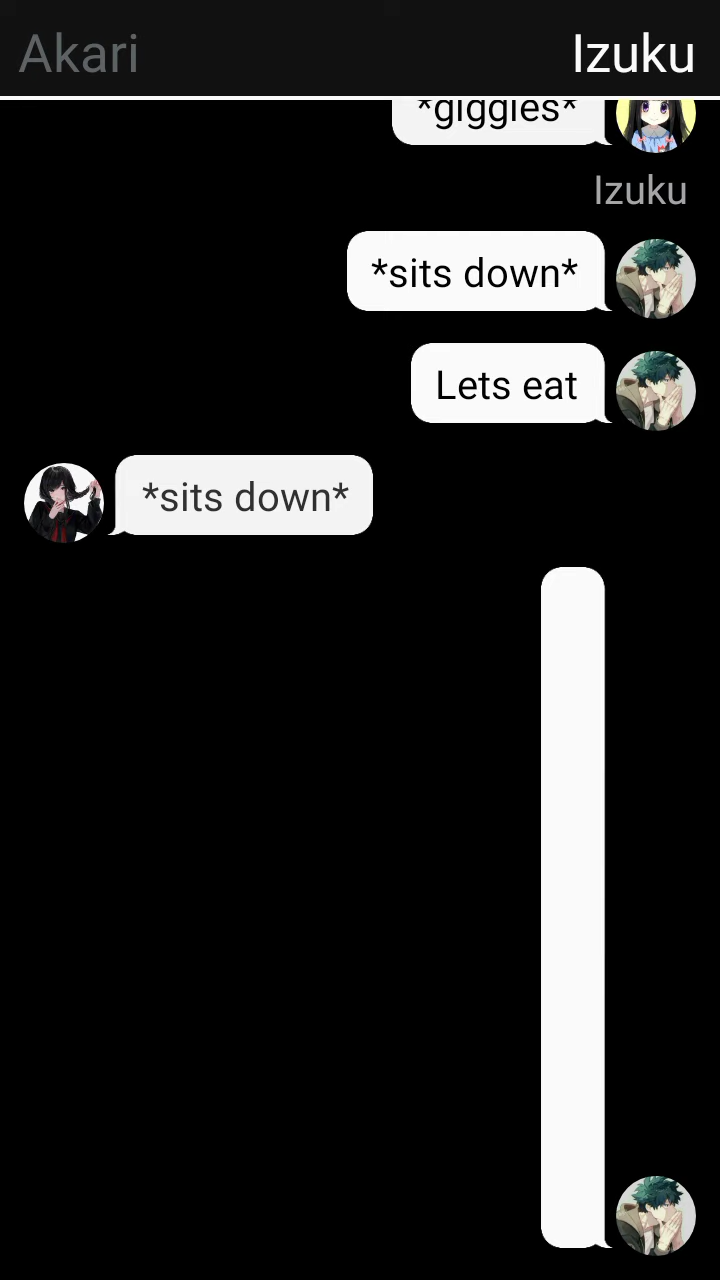 Akari
Izuku
*giggles*
Izuku
*sits down*
Lets eat
*sits down*